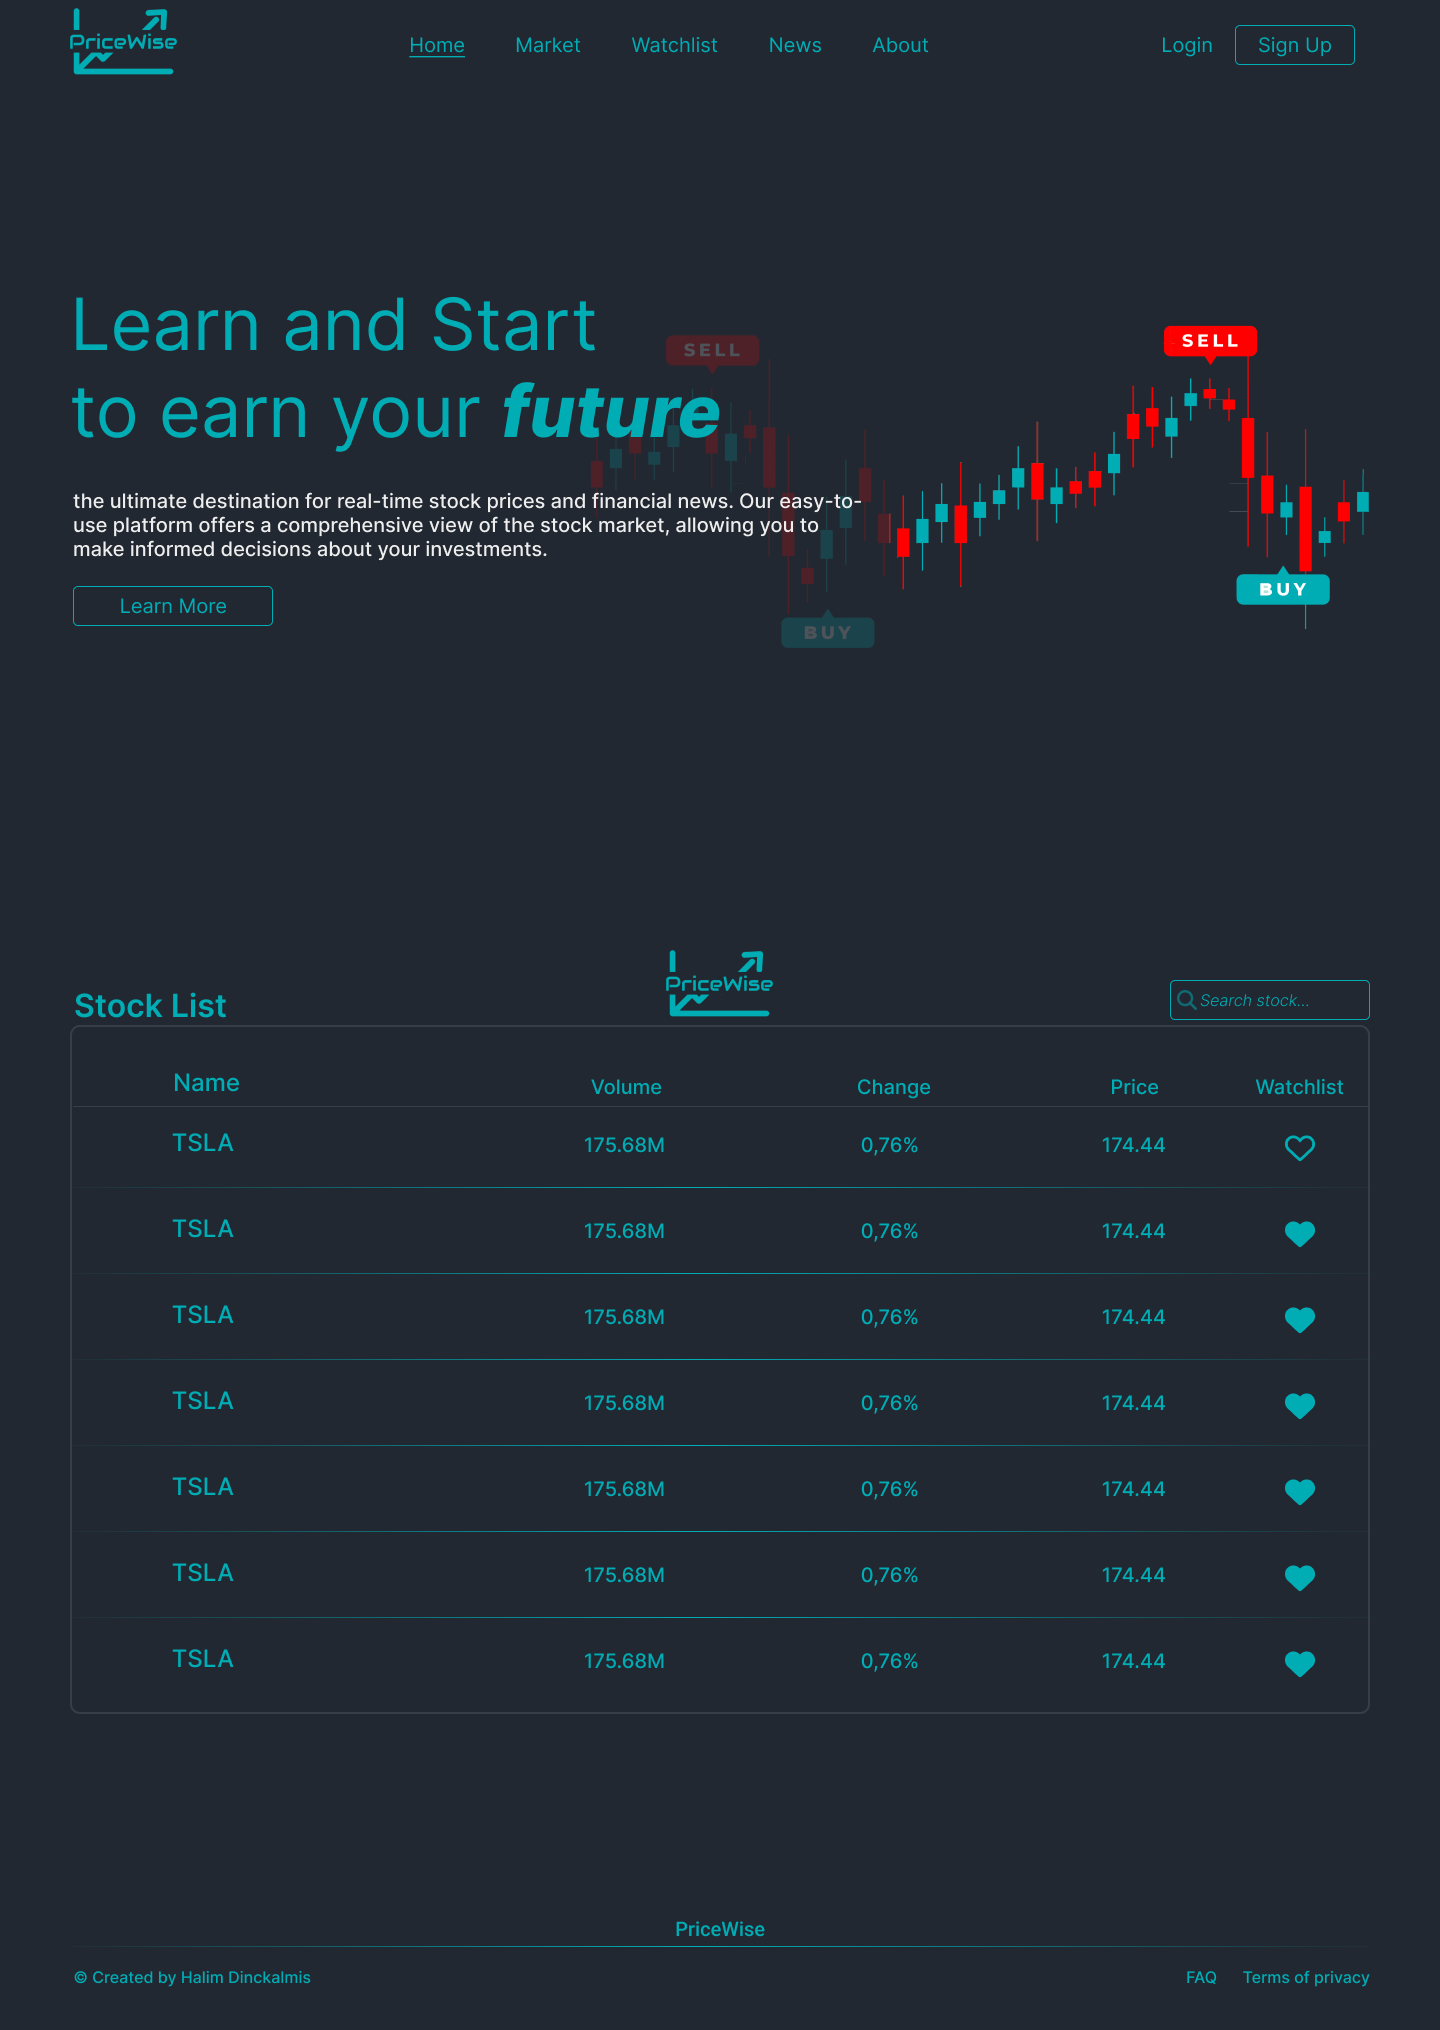 PriceWise
Home Market Watchlist News About
Login Sign Up
Learn and Start
to earn your future
SELL
SELL
the ultimate destination for real-time stock prices and financial news. Our easy-to-
use platform offers a comprehensive view of the stock market, allowing you to
make informed decisions about your investments.
Learn More
BUY
BUY
PriceWise
Stock List
Search stock...
Name Volume Change Price Watchlist
TSLA 175.68M 0,76% 174.44
TSLA 175.68M 0,76% 174.44
TSLA 175.68M 0,76% 174.44
TSLA 175.68M 0,76% 174.44
TSLA 175.68M 0,76% 174.44
TSLA 175.68M 0,76% 174.44
TSLA 175.68M 0,76% 174.44
PriceWise
© Created by Halim Dinckalmis
FAQ Terms of privacy